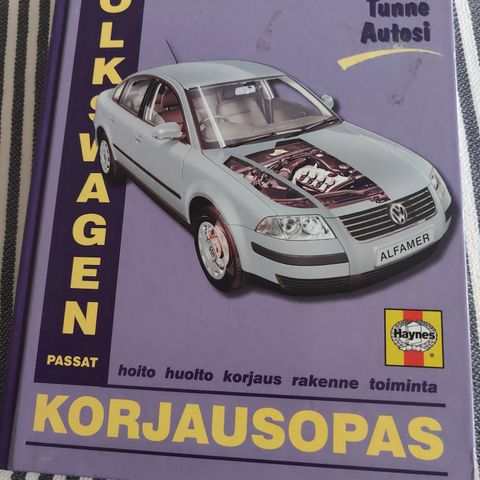 Tunne
Autosi
OLKSWAGEN
PASSAT
ALFAMER
Haynes
hoito huolto korjaus rakenne toiminta
KORJAUSOPAS